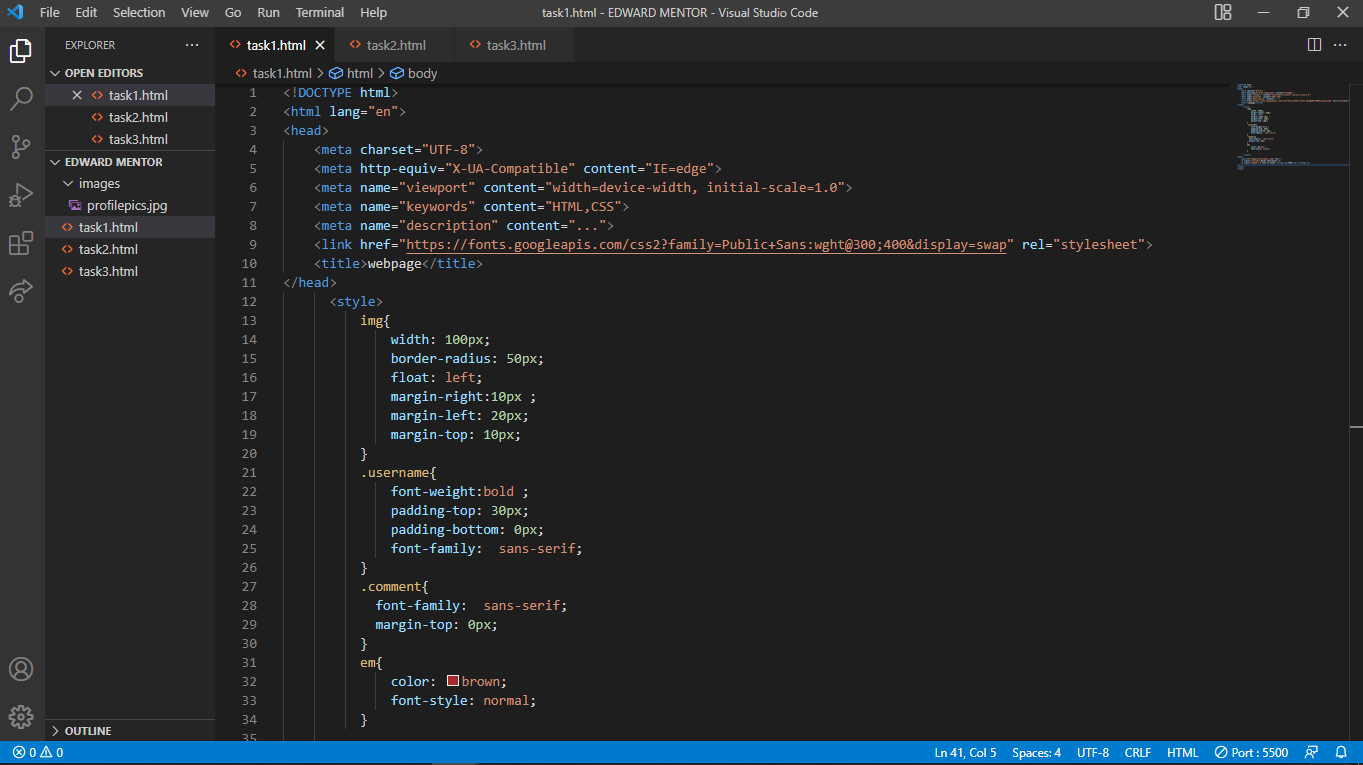 File Edit Selection View Go Run Terminal Help task1.html - EDWARD MENTOR - Visual Studio Code
EXPLORER
OPEN EDITORS
task1.html
task2.html
task3.html
EDWARD MENTOR
images
profilepics.jpg
task1.html
task2.html
task3.html
OUTLINE
task1.html task2.html task3.html
task1.html > html > body
1 <!DOCTYPE html>
2 <html lang="en">
3 <head>
4 <meta charset="UTF-8">
5 <meta http-equiv="X-UA-Compatible" content="IE=edge">
6 <meta name="viewport" content="width=device-width, initial-scale=1.0">
7 <meta name="keywords" content="HTML,CSS">
8 <meta name="description" content="...">
9 <link href="https://fonts.googleapis.com/css2?family=Public+Sans:wght@300;400&display=swap" rel="stylesheet">
10 <title>webpage</title>
11 </head>
12 <style>
13 img{
14 width: 100px;
15 border-radius: 50px;
16 float: left;
17 margin-right:10px ;
18 margin-left: 20px;
19 margin-top: 10px;
20 }
21 .username{
22 font-weight:bold ;
23 padding-top: 30px;
24 padding-bottom: 0px;
25 font-family:  sans-serif;
26 }
27 .comment{
28 font-family:  sans-serif;
29 margin-top: 0px;
30 }
31 em{
32 color: brown;
33 font-style: normal;
34 }
35
0 0 Ln 41, Col 5 Spaces: 4 UTF-8 CRLF HTML Port : 5500